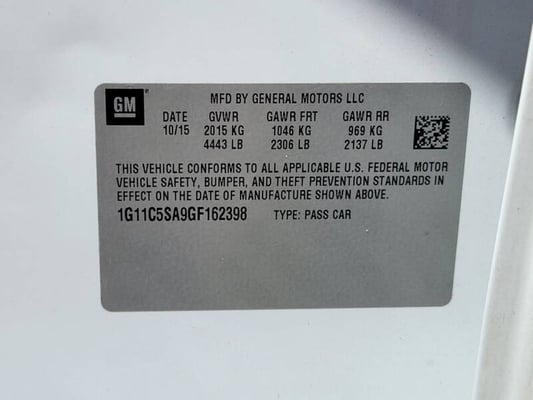 GM
MFD BY GENERAL MOTORS LLC
DATE GVWR GAWR FRT GAWR RR
10/15 2015 KG 1046 KG 969 KG
4443 LB 2306 LB 2137 LB
THIS VEHICLE CONFORMS TO ALL APPLICABLE U.S. FEDERAL MOTOR
VEHICLE SAFETY, BUMPER, AND THEFT PREVENTION STANDARDS IN
EFFECT ON THE DATE OF MANUFACTURE SHOWN ABOVE.
1G11C5SA9GF162398 TYPE: PASS CAR